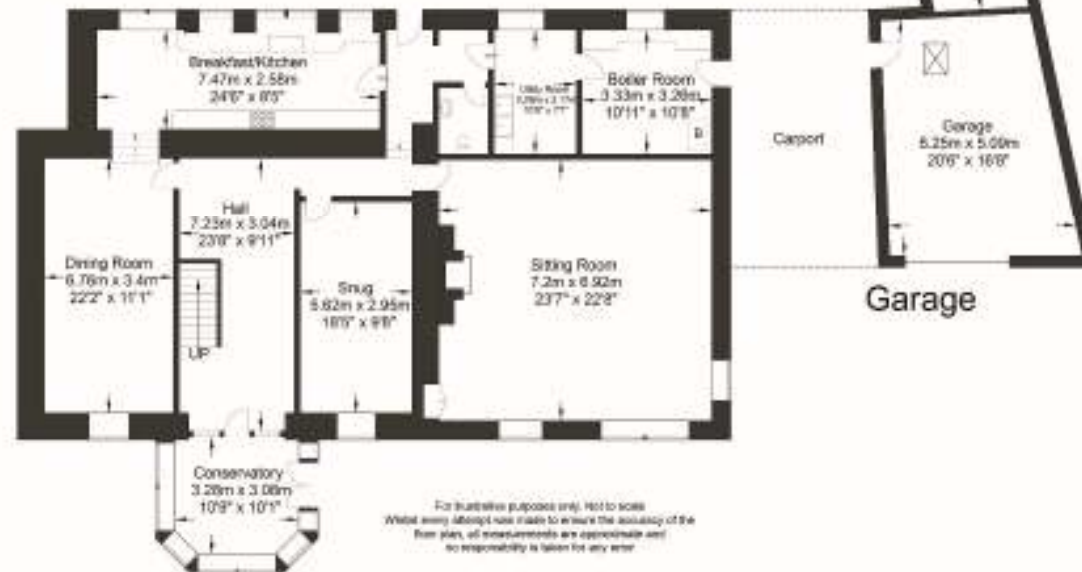 Breakfast/Kitchen
7.47m x 2.58m
24'6" x 8'5"
Utility Room
Boiler Room
3.33m x 3.26m
10'11" x 10'8"
B
Carport
Garage
6.25m x 5.09m
20'6" x 16'8"
Hall
7.23m x 3.04m
23'8" x 9'11"
Dining Room
6.76m x 3.4m
22'2" x 11'1"
Snug
5.62m x 2.95m
18'5" x 9'8"
Sitting Room
7.2m x 6.92m
23'7" x 22'8"
UP
Garage
Conservatory
3.28m x 3.08m
10'9" x 10'1"
For illustrative purposes only. Not to scale
Whilst every attempt was made to ensure the accuracy of the
floor plan, all measurements are approximate and
no responsibility is taken for any error